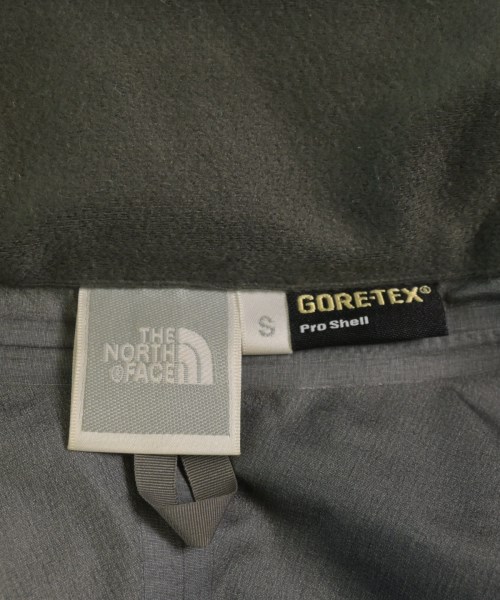 THE
NORTH
FACE
S
GORE-TEX®
Pro Shell